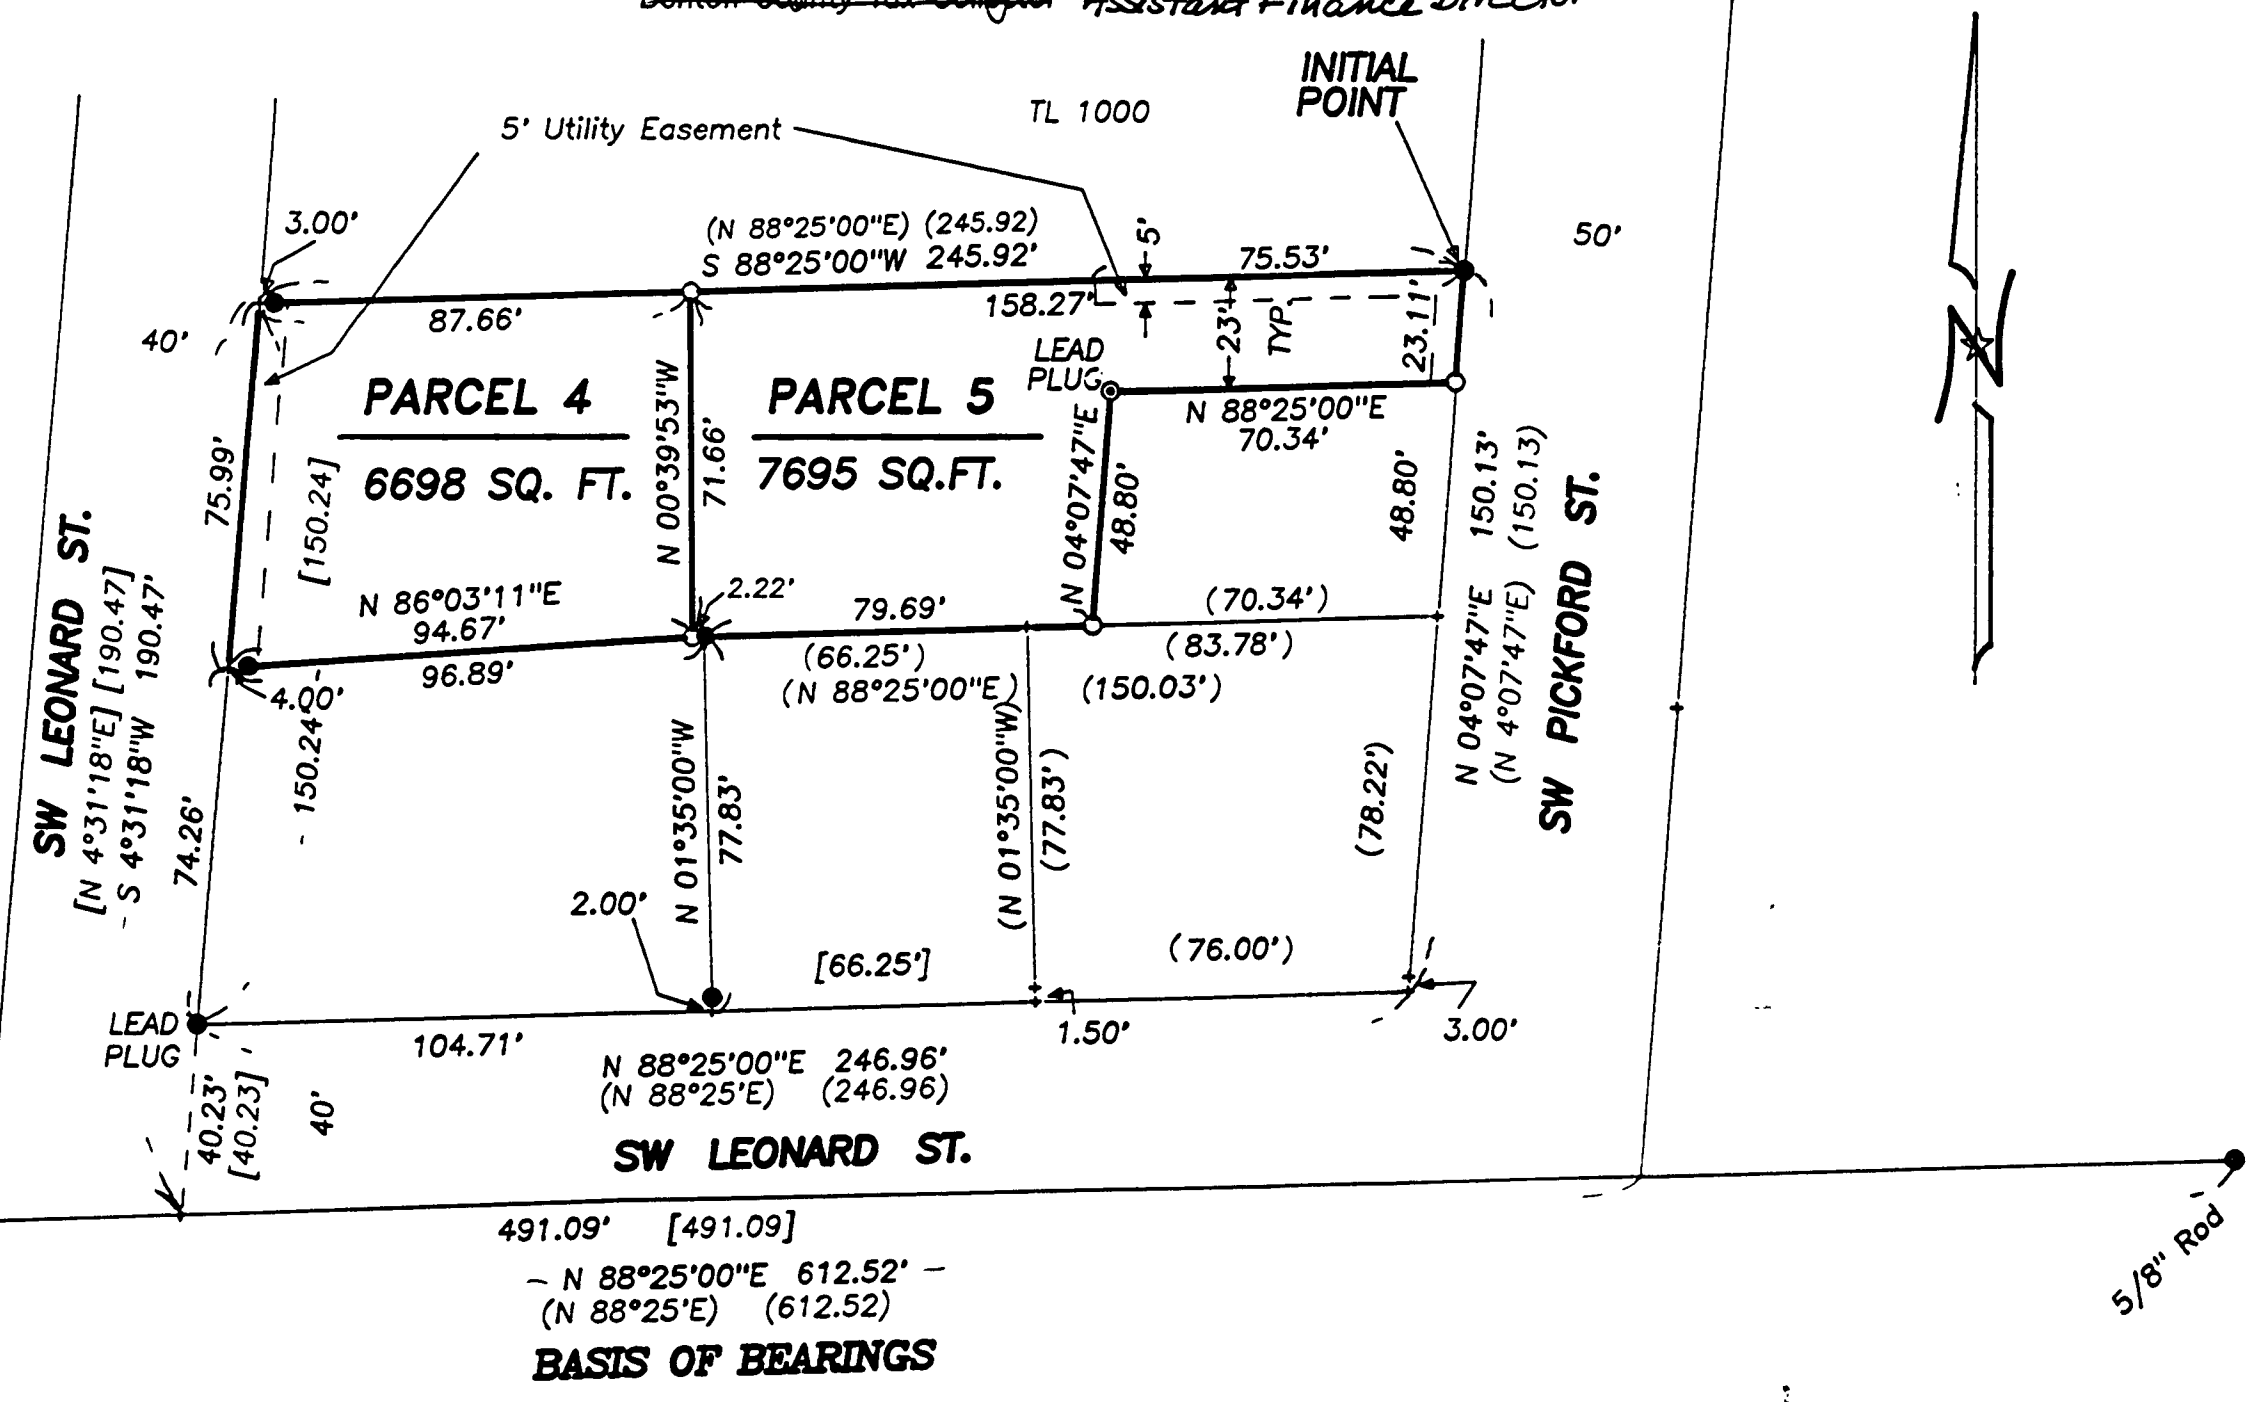 Assistant Finance Director
INITIAL
POINT
TL 1000
5' Utility Easement
3.00'
(N 88°25'00"E) (245.92)
S 88°25'00"W 245.92'
5'
75.53'
50'
87.66'
158.27'
23'
TYP.
23.11'
40'
LEAD
PLUG
PARCEL 4
6698 SQ. FT.
PARCEL 5
7695 SQ.FT.
N 88°25'00"E
70.34'
75.99'
[150.24]
N 00°39'53"W
71.66'
N 04°07'47"E
48.80'
48.80'
N 04°07'47"E 150.13'
(N 4°07'47"E) (150.13)
SW PICKFORD ST.
SW LEONARD ST.
[N 4°31'18"E] [190.47]
S 4°31'18"W 190.47'
N 86°03'11"E
94.67'
96.89'
2.22'
79.69'
(70.34')
(66.25')
(83.78')
(N 88°25'00"E)
(150.03')
4.00'
150.24'
74.26'
N 01°35'00"W
77.83'
(N 01°35'00"W)
(77.83')
(78.22')
2.00'
[66.25']
(76.00')
LEAD
PLUG
104.71'
1.50'
3.00'
N 88°25'00"E 246.96'
(N 88°25'E) (246.96)
40.23'
[40.23]
40'
SW LEONARD ST.
491.09' [491.09]
N 88°25'00"E 612.52'
(N 88°25'E) (612.52)
BASIS OF BEARINGS
5/8" Rod
N